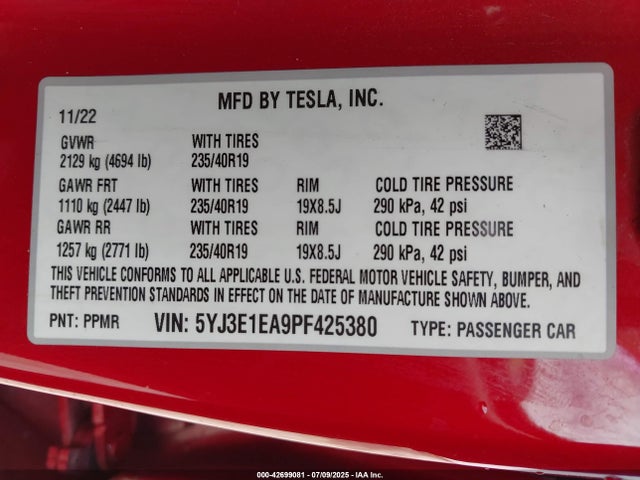 MFD BY TESLA, INC.
11/22
GVWR WITH TIRES
2129 kg (4694 lb) 235/40R19
GAWR FRT WITH TIRES RIM COLD TIRE PRESSURE
1110 kg (2447 lb) 235/40R19 19X8.5J 290 kPa, 42 psi
GAWR RR WITH TIRES RIM COLD TIRE PRESSURE
1257 kg (2771 lb) 235/40R19 19X8.5J 290 kPa, 42 psi
THIS VEHICLE CONFORMS TO ALL APPLICABLE U.S. FEDERAL MOTOR VEHICLE SAFETY, BUMPER, AND
THEFT PREVENTION STANDARDS IN EFFECT ON THE DATE OF MANUFACTURE SHOWN ABOVE.
PNT: PPMR VIN: 5YJ3E1EA9PF425380 TYPE: PASSENGER CAR
000-42699081 - 07/09/2025 - IAA Inc.